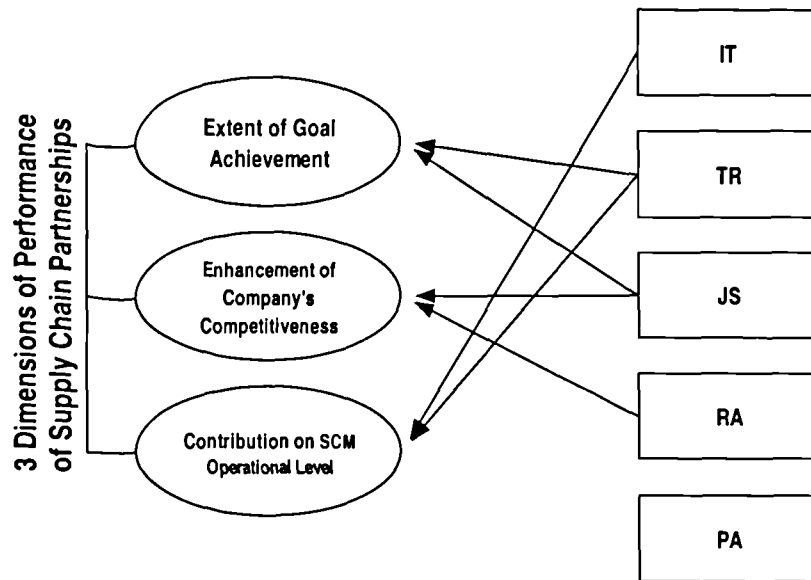 3 Dimensions of Performance
of Supply Chain Partnerships
Extent of Goal
Achievement
Enhancement of
Company's
Competitiveness
Contribution on SCM
Operational Level
IT
TR
JS
RA
PA